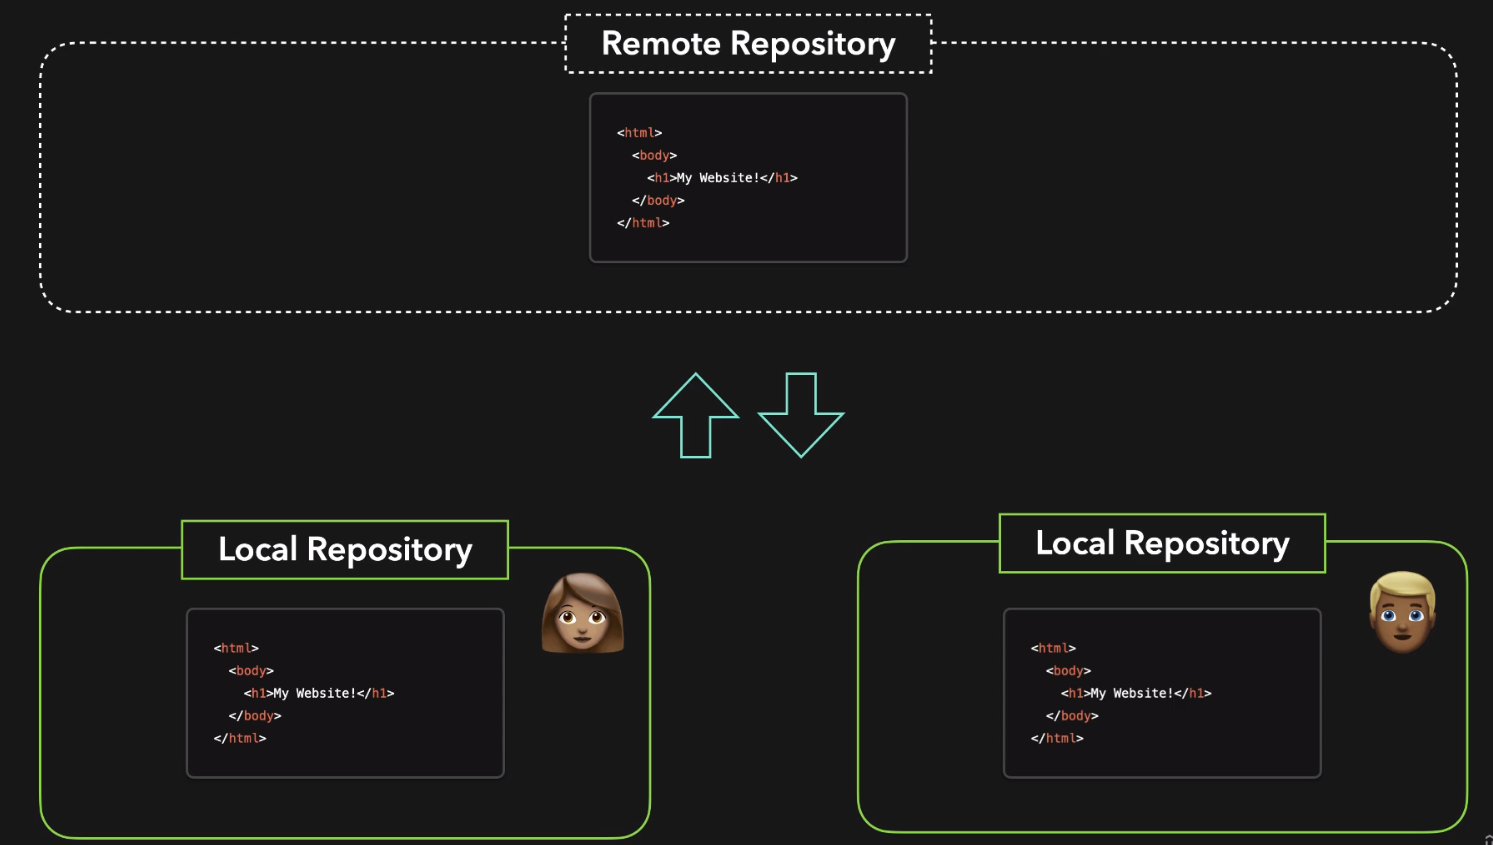 Remote Repository
<html>
<body>
<h1>My Website!</h1>
</body>
</html>
Local Repository
<html>
<body>
<h1>My Website!</h1>
</body>
</html>
Local Repository
<html>
<body>
<h1>My Website!</h1>
</body>
</html>